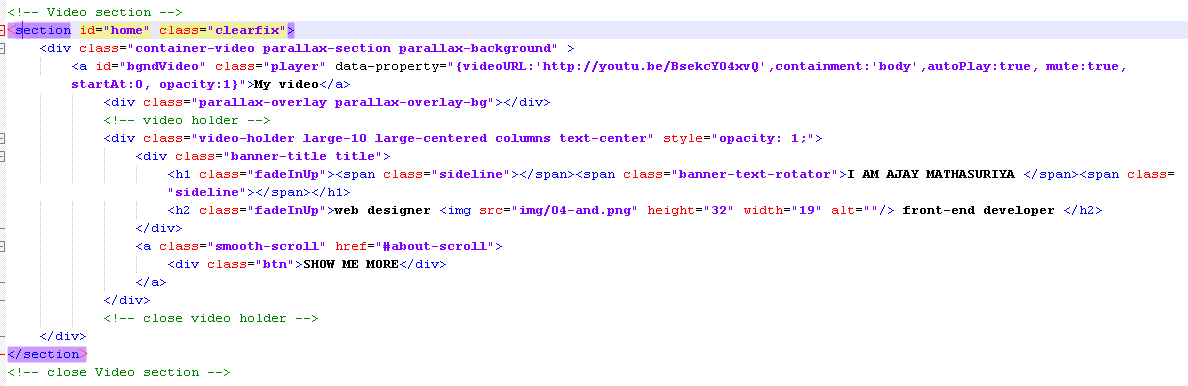 <!-- Video section -->
<section id="home" class="clearfix">
<div class="container-video parallax-section parallax-background" >
<a id="bgndVideo" class="player" data-property="{videoURL:'http://youtu.be/BsekcYO4xvQ',containment:'body',autoPlay:true, mute:true,
startAt:0, opacity:1}">My video</a>
<div class="parallax-overlay parallax-overlay-bg"></div>
<!-- video holder -->
<div class="video-holder large-10 large-centered columns text-center" style="opacity: 1;">
<div class="banner-title title">
<h1 class="fadeInUp"><span class="sideline"></span><span class="banner-text-rotator">I AM AJAY MATHASURIYA </span><span class=
"sideline"></span></h1>
<h2 class="fadeInUp">web designer <img src="img/04-and.png" height="32" width="19" alt=""/> front-end developer </h2>
</div>
<a class="smooth-scroll" href="#about-scroll">
<div class="btn">SHOW ME MORE</div>
</a>
</div>
<!-- close video holder -->
</div>
</section>
<!-- close Video section -->